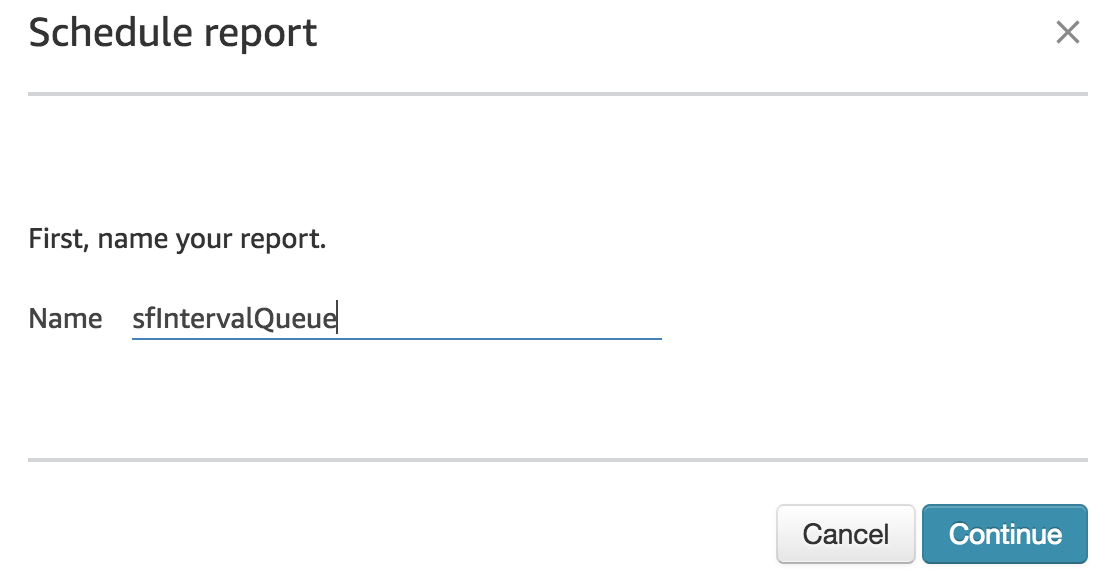 Schedule report
First, name your report.
Name sfIntervalQueue
Cancel Continue